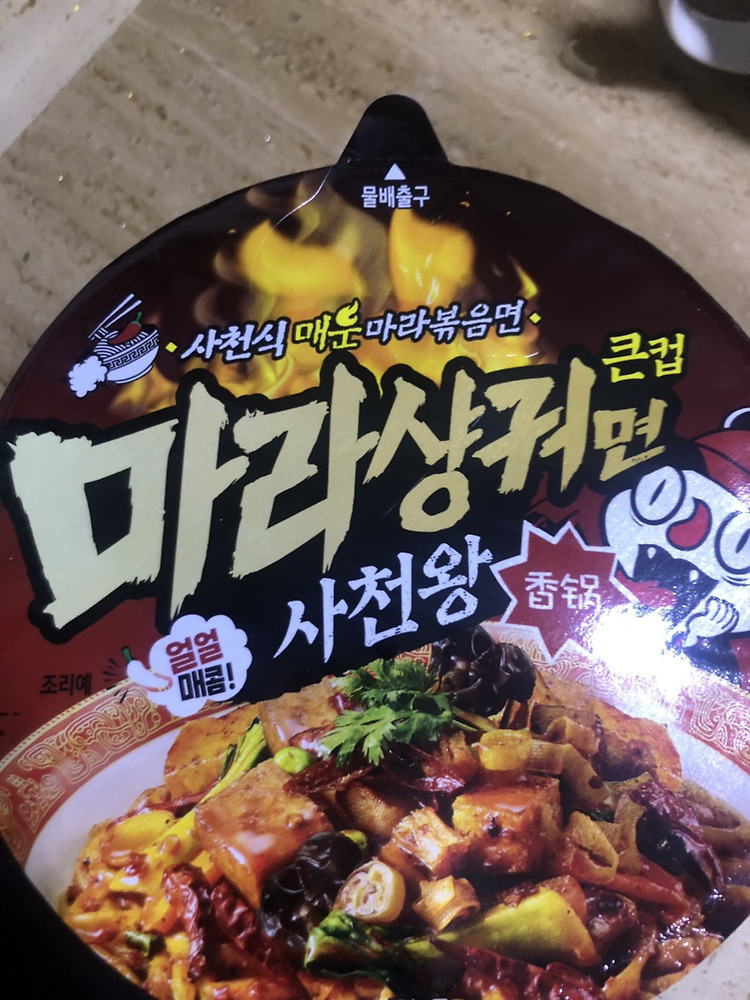 물배출구
사천식 매운 마라볶음면
큰컵
마라샹궈면
사천왕
香锅
얼얼
매콤!
조리예